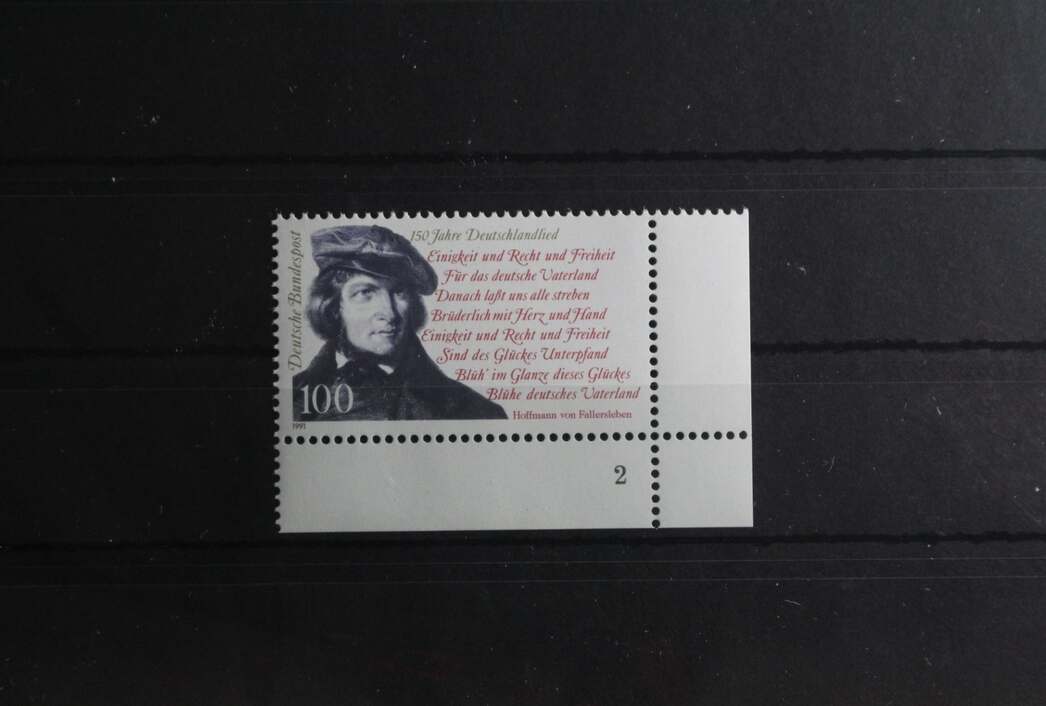 150 Jahre Deutschlandlied
Einigkeit und Recht und Freiheit
Für das deutsche Vaterland
Danach laßt uns alle streben
Brüderlich mit Herz und Hand
Einigkeit und Recht und Freiheit
Sind des Glückes Unterpfand
Blüh' im Glanze dieses Glückes
Blühe deutsches Vaterland
Hoffmann von Fallersleben
Deutsche Bundespost
100
1991
2